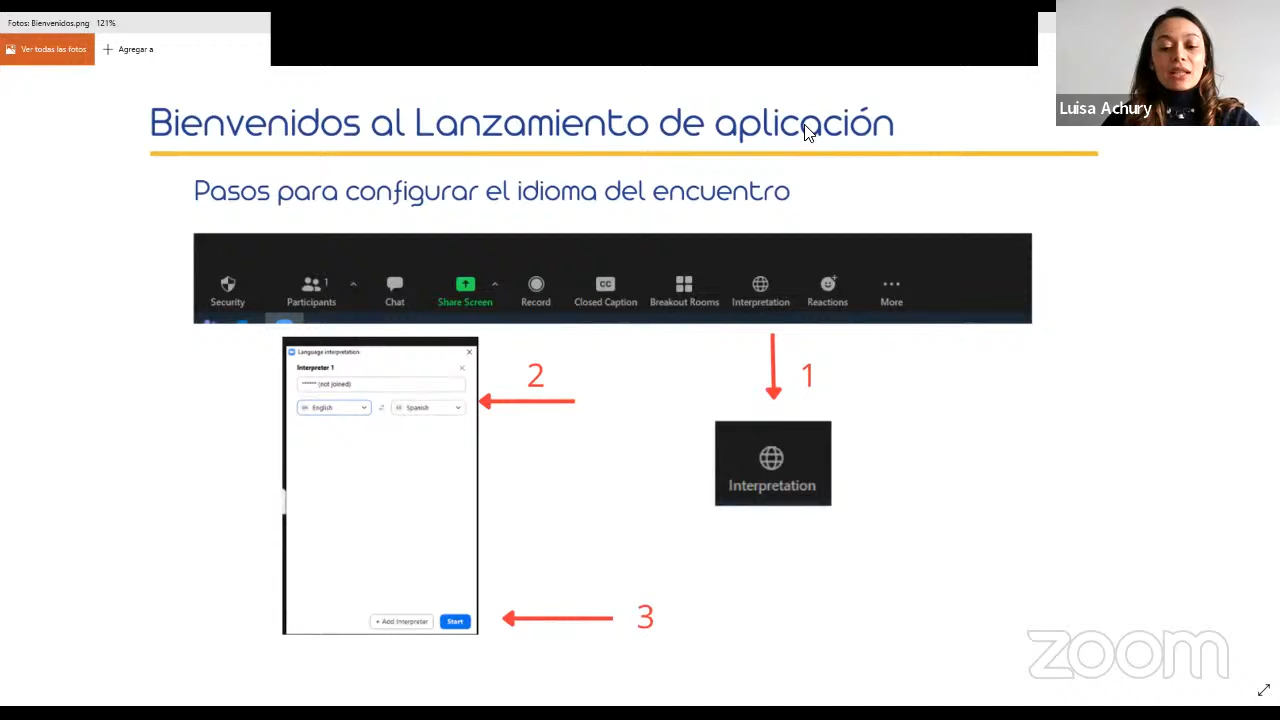 Fotos: Bienvenidos.png 121%
Ver todas las fotos
Agregar a
Luisa Achury
Bienvenidos al Lanzamiento de aplicación
Pasos para configurar el idioma del encuentro
Security
Participants 1
Chat
Share Screen
Record
CC
Closed Caption
Breakout Rooms
Interpretation
Reactions
More
Language interpretation
Interpreter 1
****** (not joined)
English
Spanish
2
1
Interpretation
+ Add Interpreter
Start
3
zoom